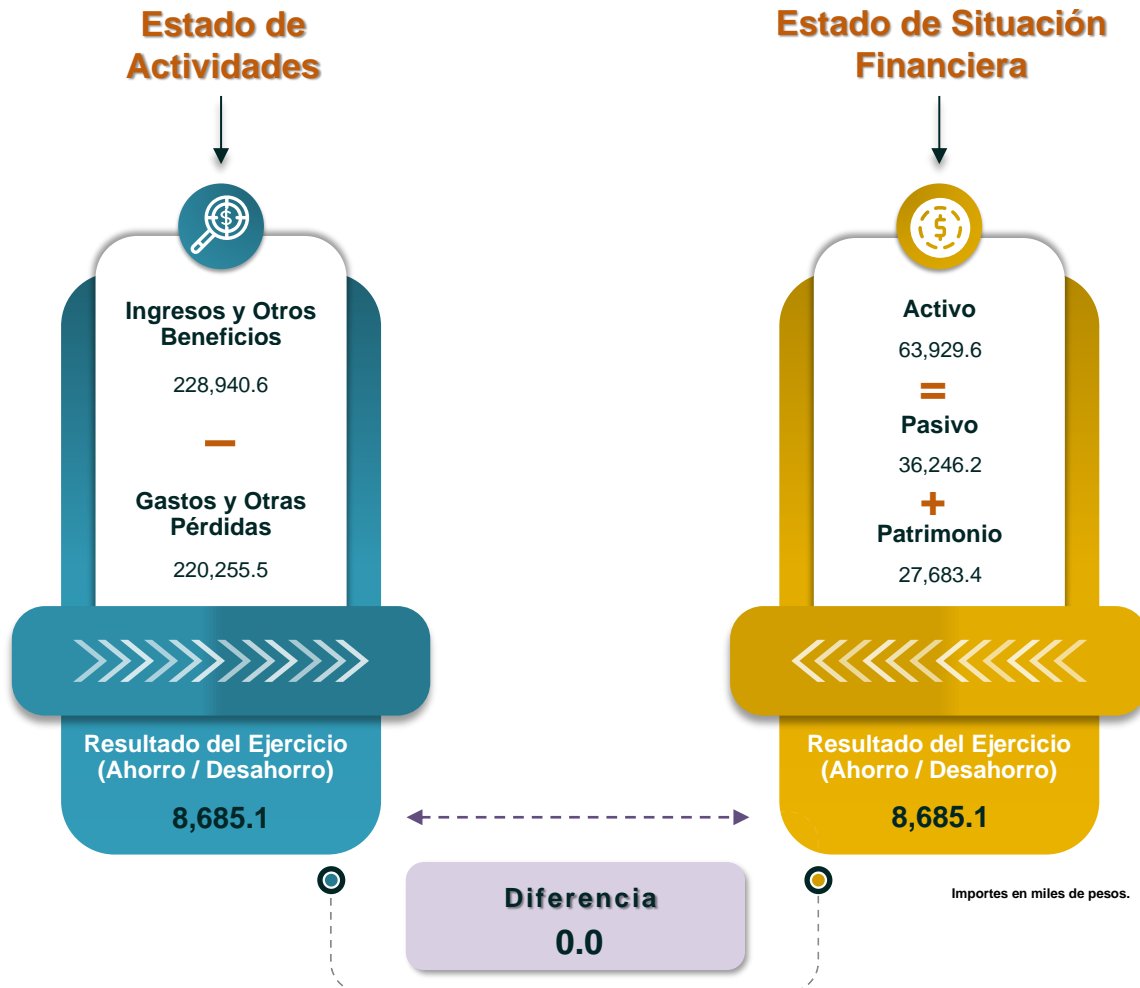 Estado de
Actividades
$
Ingresos y Otros
Beneficios
228,940.6
–
Gastos y Otras
Pérdidas
220,255.5
Resultado del Ejercicio
(Ahorro / Desahorro)
8,685.1
Estado de Situación
Financiera
$
Activo
63,929.6
=
Pasivo
36,246.2
+
Patrimonio
27,683.4
Resultado del Ejercicio
(Ahorro / Desahorro)
8,685.1
Diferencia
0.0
Importes en miles de pesos.